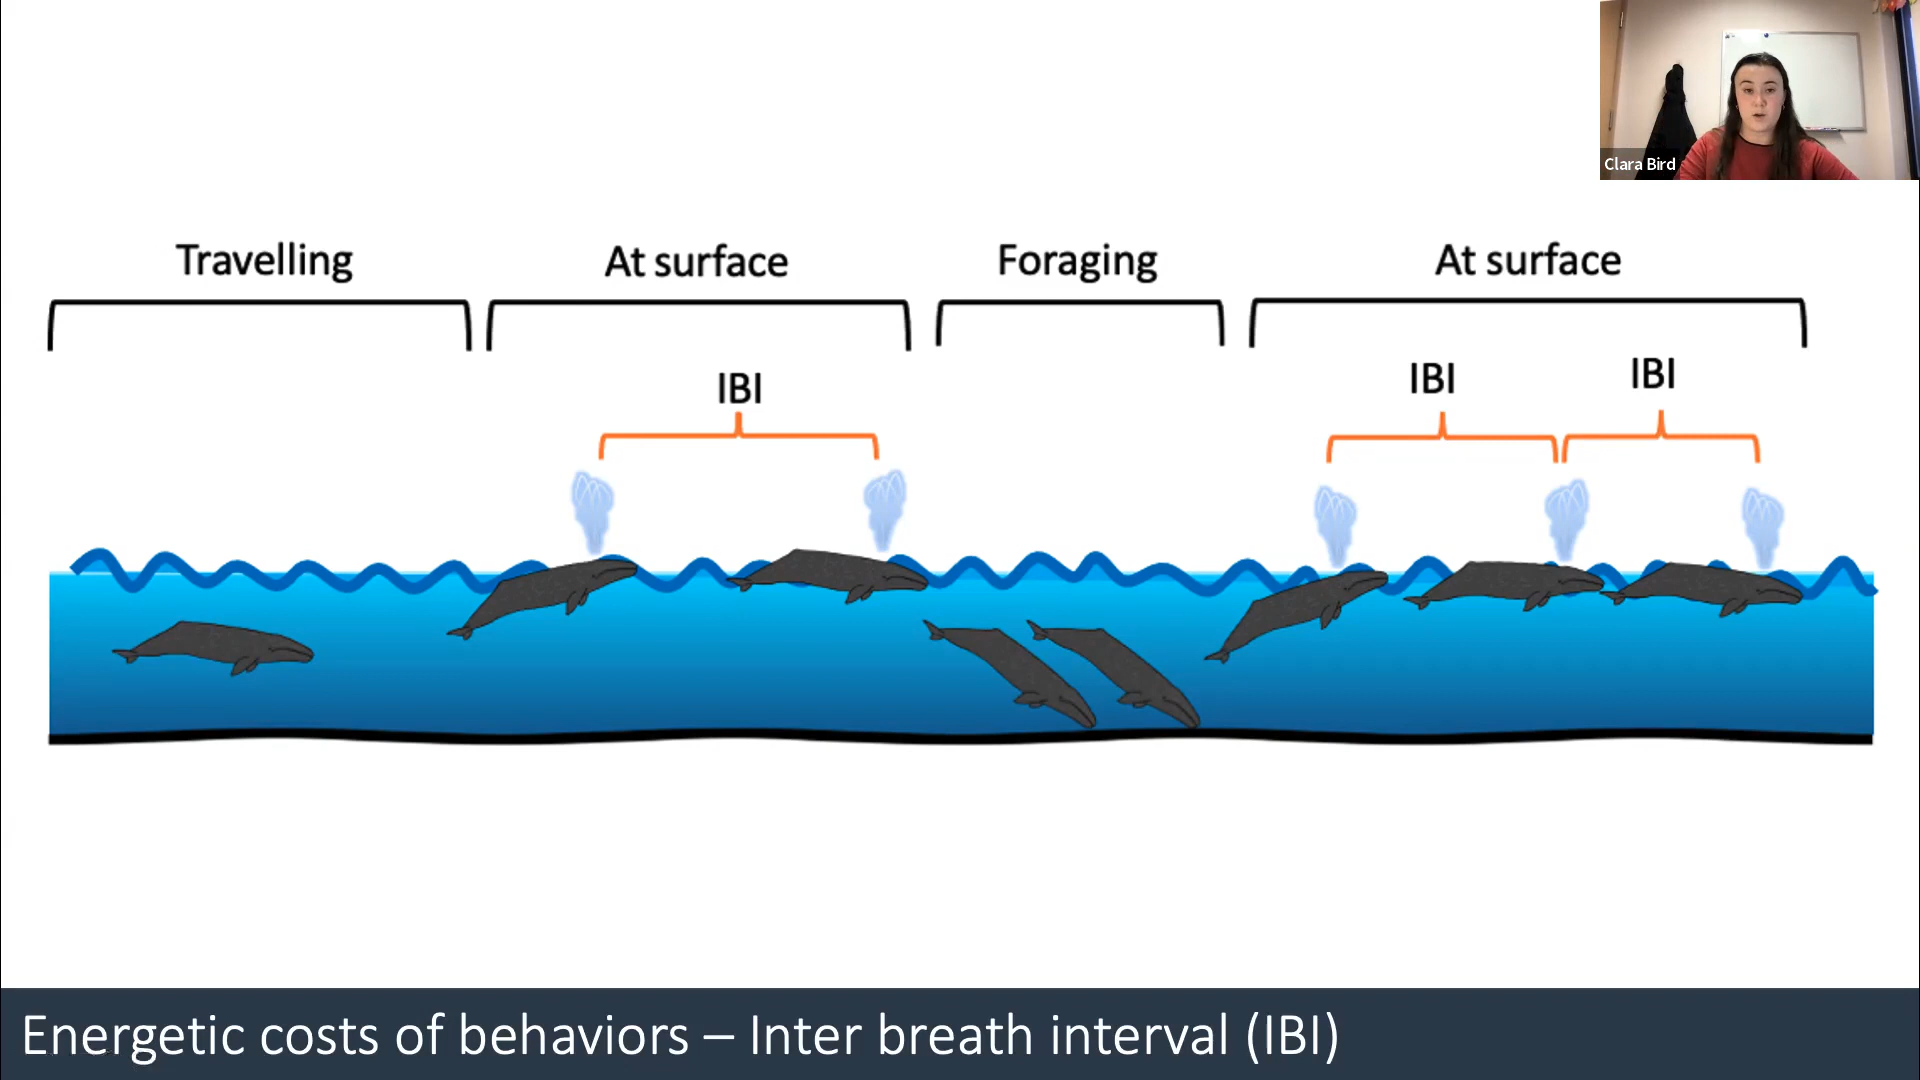 Clara Bird
Travelling
At surface
Foraging
At surface
IBI
IBI
IBI
Energetic costs of behaviors – Inter breath interval (IBI)